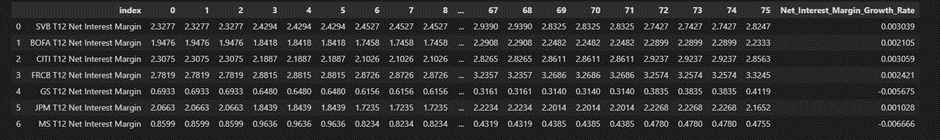 index 0 1 2 3 4 5 6 7 8 ... 67 68 69 70 71 72 73 74 75 Net_Interest_Margin_Growth_Rate
0 SVB T12 Net Interest Margin 2.3277 2.3277 2.3277 2.4294 2.4294 2.4294 2.4527 2.4527 2.4527 ... 2.9390 2.9390 2.8325 2.8325 2.8325 2.7427 2.7427 2.7427 2.8247 0.003039
1 BOFA T12 Net Interest Margin 1.9476 1.9476 1.9476 1.8418 1.8418 1.8418 1.7458 1.7458 1.7458 ... 2.2908 2.2908 2.2482 2.2482 2.2482 2.2899 2.2899 2.2899 2.2333 0.002105
2 CITI T12 Net Interest Margin 2.3075 2.3075 2.3075 2.1887 2.1887 2.1887 2.1026 2.1026 2.1026 ... 2.8265 2.8265 2.8611 2.8611 2.8611 2.9237 2.9237 2.9237 2.8563 0.003059
3 FRCB T12 Net Interest Margin 2.7819 2.7819 2.7819 2.8815 2.8815 2.8815 2.8726 2.8726 2.8726 ... 3.2357 3.2357 3.2686 3.2686 3.2686 3.2574 3.2574 3.2574 3.3245 0.002421
4 GS T12 Net Interest Margin 0.6933 0.6933 0.6933 0.6480 0.6480 0.6480 0.6156 0.6156 0.6156 ... 0.3161 0.3161 0.3140 0.3140 0.3140 0.3835 0.3835 0.3835 0.4119 -0.005675
5 JPM T12 Net Interest Margin 2.0663 2.0663 2.0663 1.8439 1.8439 1.8439 1.7235 1.7235 1.7235 ... 2.2234 2.2234 2.2014 2.2014 2.2014 2.2268 2.2268 2.2268 2.1652 0.001028
6 MS T12 Net Interest Margin 0.8599 0.8599 0.8599 0.9636 0.9636 0.9636 0.8234 0.8234 0.8234 ... 0.4319 0.4319 0.4385 0.4385 0.4385 0.4780 0.4780 0.4780 0.4755 -0.006666